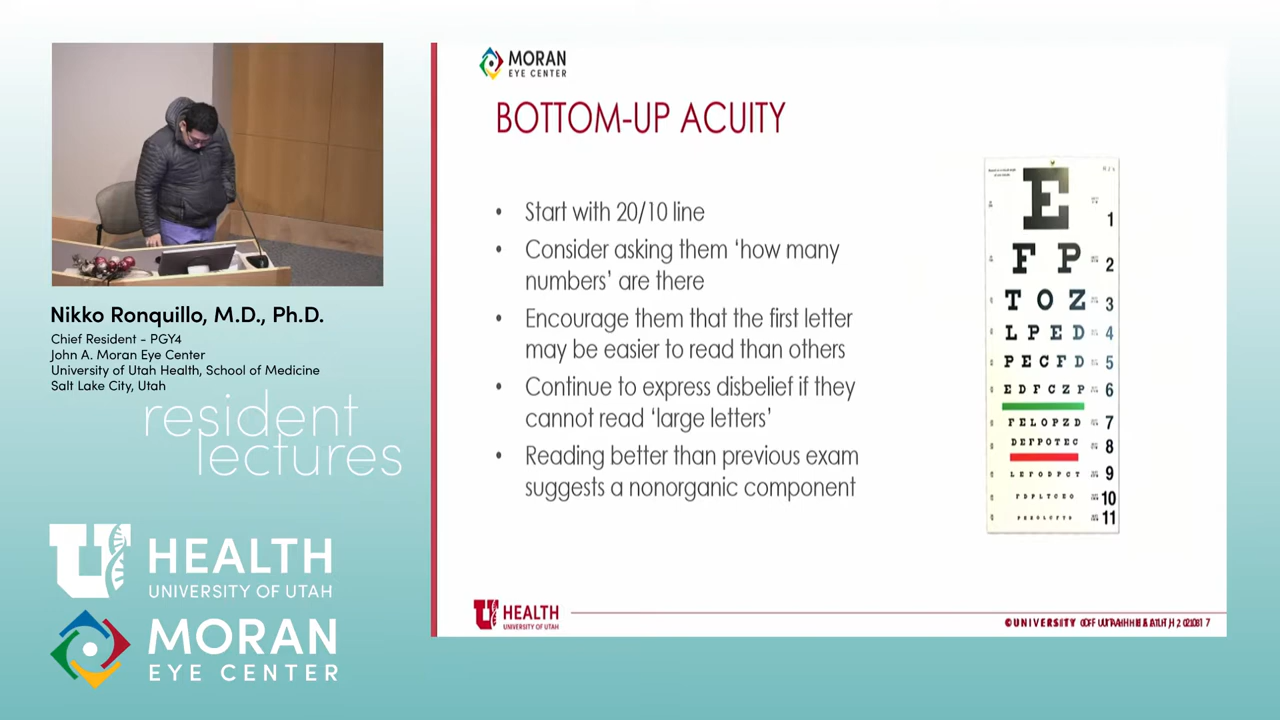 MORAN
EYE CENTER
BOTTOM-UP ACUITY
• Start with 20/10 line
• Consider asking them ‘how many
numbers’ are there
• Encourage them that the first letter
may be easier to read than others
• Continue to express disbelief if they
cannot read ‘large letters’
• Reading better than previous exam
suggests a nonorganic component
E 1
F P 2
T O Z 3
L P E D 4
P E C F D 5
E D F C Z P 6
F E L O P Z D 7
D E F P O T E C 8
L E F O D P C T 9
F D P L T C E O 10
11
U HEALTH
UNIVERSITY OF UTAH
©UNIVERSITY OF UTAH HEALTH,
Nikko Ronquillo, M.D., Ph.D.
Chief Resident - PGY4
John A. Moran Eye Center
University of Utah Health, School of Medicine
Salt Lake City, Utah
resident
lectures
U HEALTH
UNIVERSITY OF UTAH
MORAN
EYE CENTER